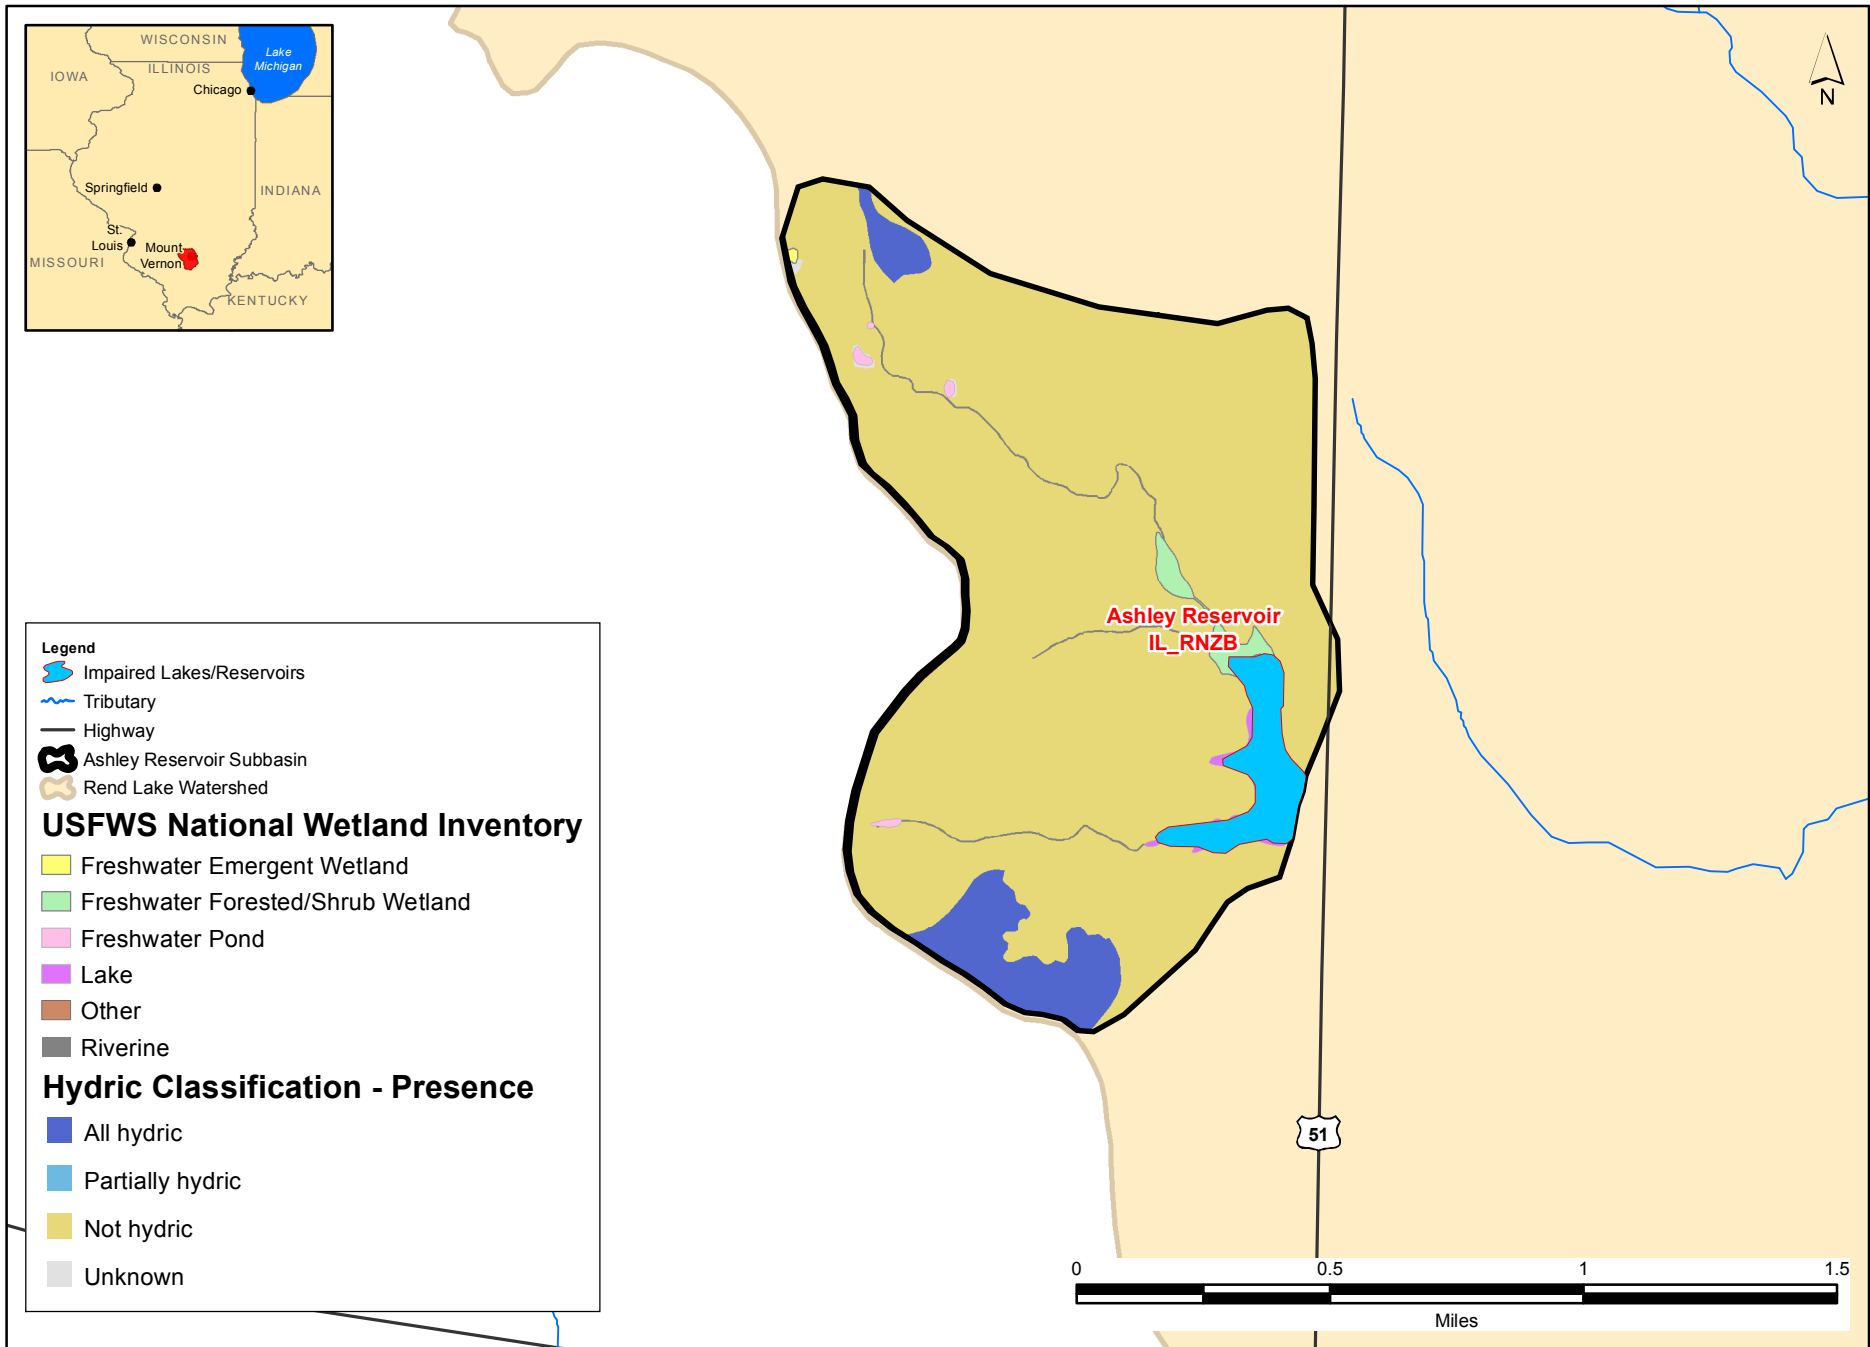 WISCONSIN
Lake
Michigan
IOWA
ILLINOIS
Chicago
Springfield
INDIANA
St.
Louis
Mount
Vernon
MISSOURI
KENTUCKY
N
Ashley Reservoir
IL_RNZB
Legend
Impaired Lakes/Reservoirs
Tributary
Highway
Ashley Reservoir Subbasin
Rend Lake Watershed
USFWS National Wetland Inventory
Freshwater Emergent Wetland
Freshwater Forested/Shrub Wetland
Freshwater Pond
Lake
Other
Riverine
Hydric Classification - Presence
All hydric
Partially hydric
Not hydric
Unknown
51
0 0.5 1 1.5
Miles